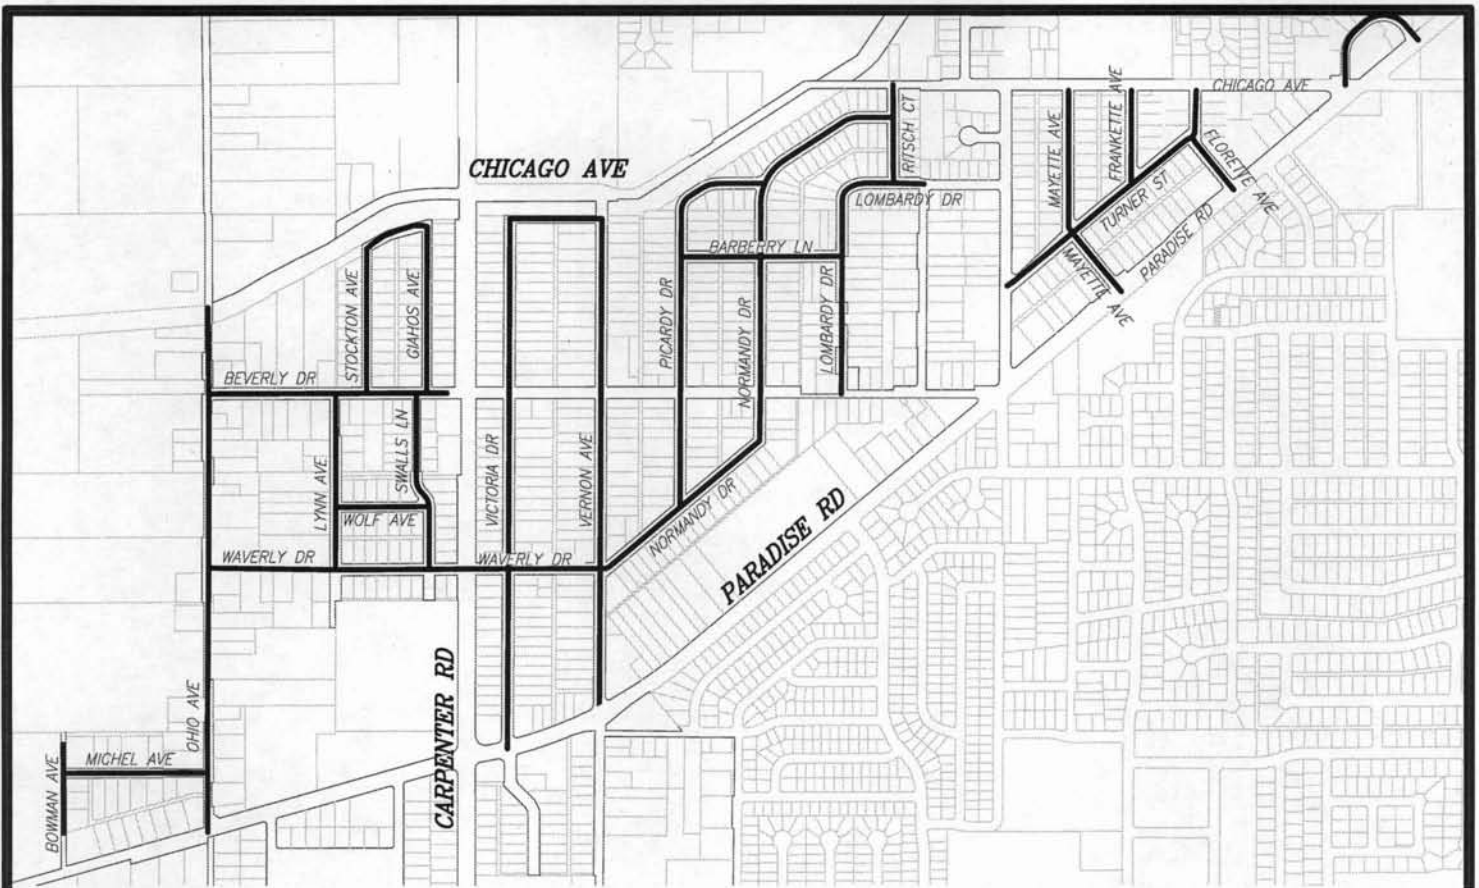 CHICAGO AVE
CHICAGO AVE
RITSCH CT
MAYETTE AVE
FRANKETTE AVE
FLORETTE AVE
TURNER ST
LOMBARDY DR
PARADISE RD
MAYETTE AVE
BARBERRY LN
STOCKTON AVE
GIAHOS AVE
PICARDY DR
NORMANDY DR
LOMBARDY DR
BEVERLY DR
LYNN AVE
SWALLS LN
WOLF AVE
VICTORIA DR
VERNON AVE
NORMANDY DR
PARADISE RD
WAVERLY DR
WAVERLY DR
CARPENTER RD
OHIO AVE
MICHEL AVE
BOWMAN AVE